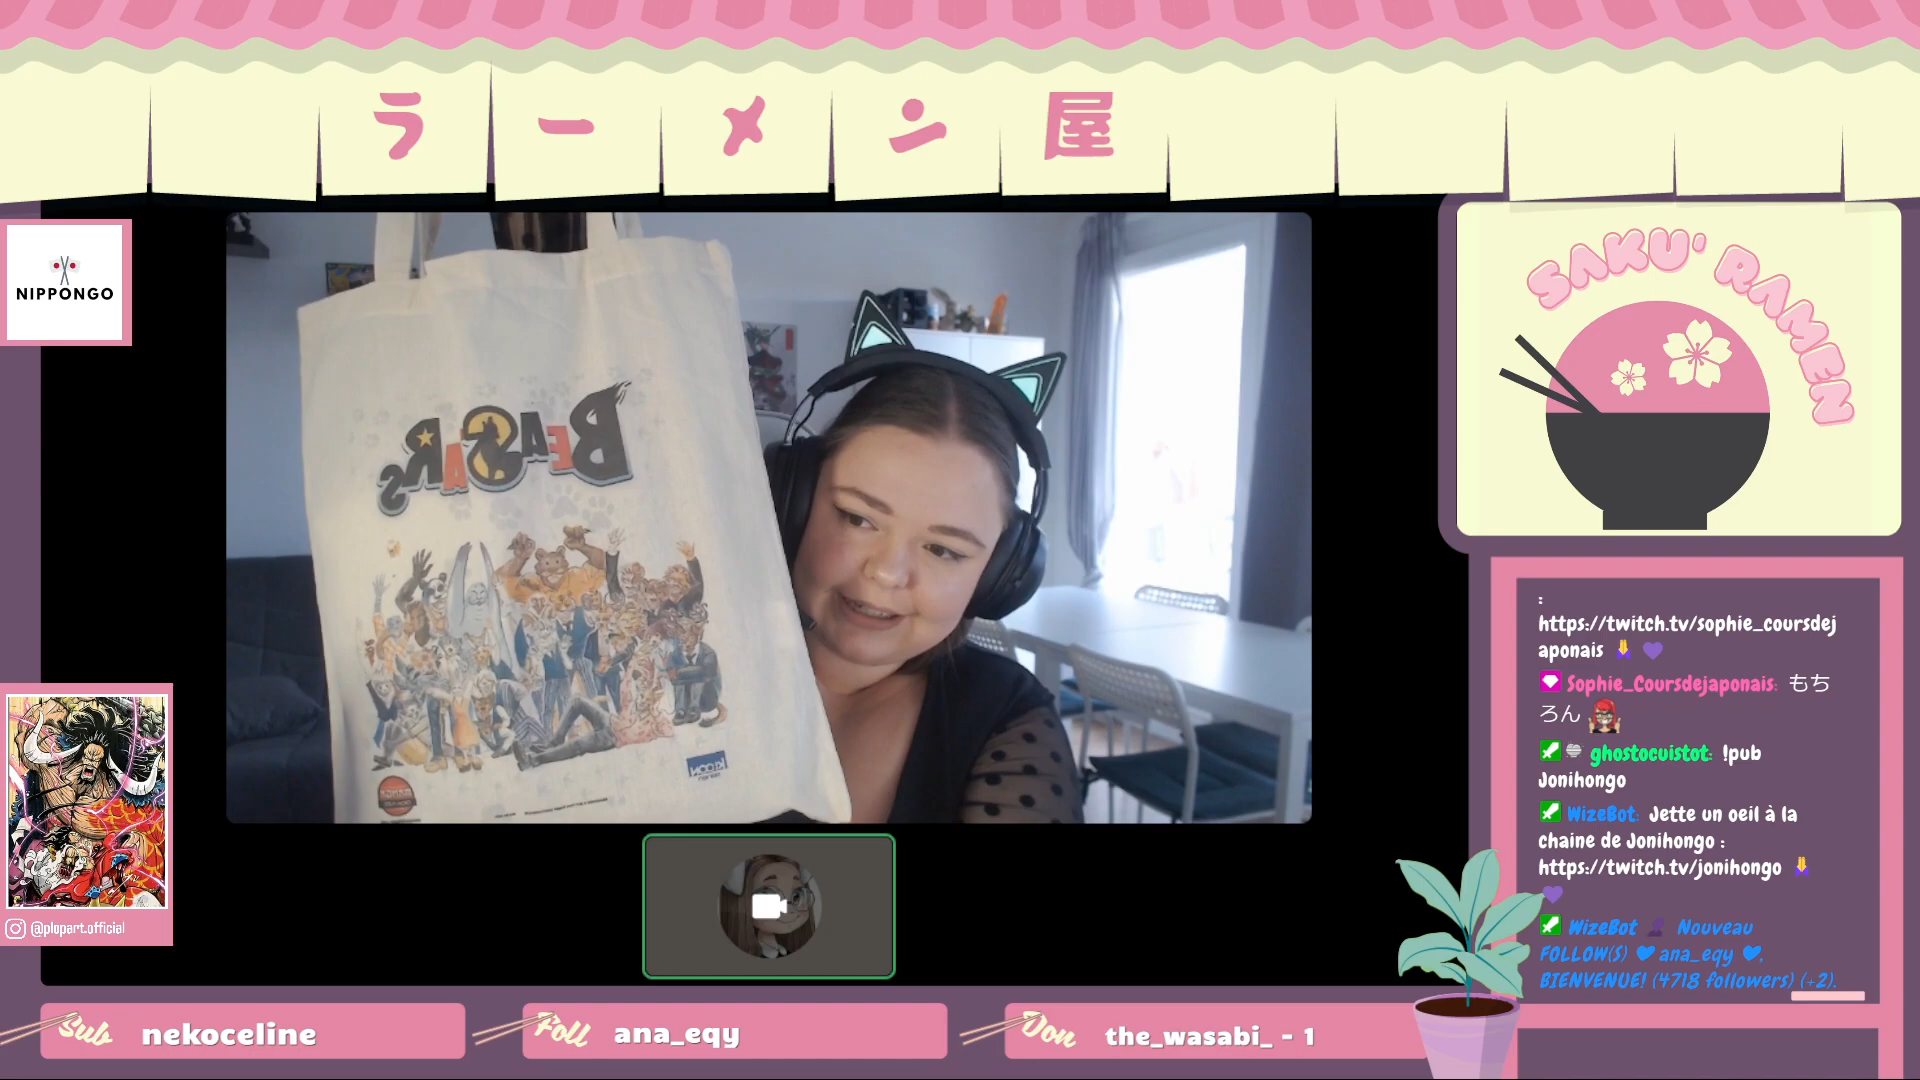 ラーメン屋
NIPPONGO
BEASTARS
KI-OON
@plopart.official
SAKU' RAMEN
:
https://twitch.tv/sophie_coursdej
aponais
Sophie_Coursdejaponais: もち
ろん
ghostocuistot: !pub
Jonihongo
WizeBot: Jette un oeil à la
chaine de Jonihongo :
https://twitch.tv/jonihongo
WizeBot Nouveau
FOLLOW(S) ana_eqy .
BIENVENUE! (4718 followers) (+2).
Sub nekoceline
Foll ana_eqy
Don the_wasabi_ - 1